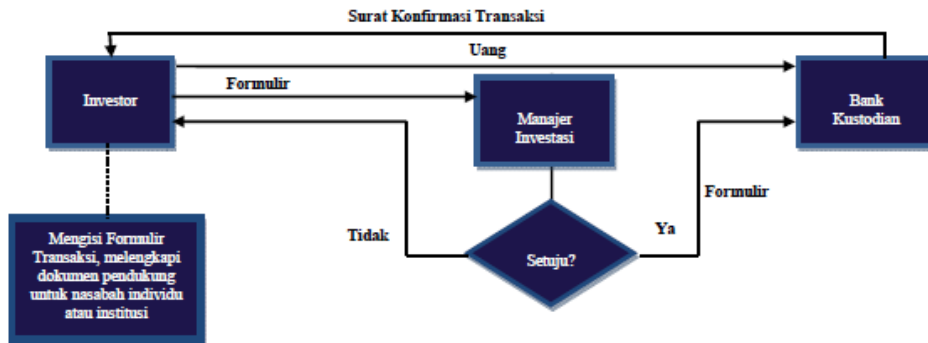 Surat Konfirmasi Transaksi
Uang
Formulir
Investor
Manajer
Investasi
Bank
Kustodian
Formulir
Tidak
Ya
Setuju?
Mengisi Formulir
Transaksi, melengkapi
dokumen pendukung
untuk nasabah individu
atau institusi